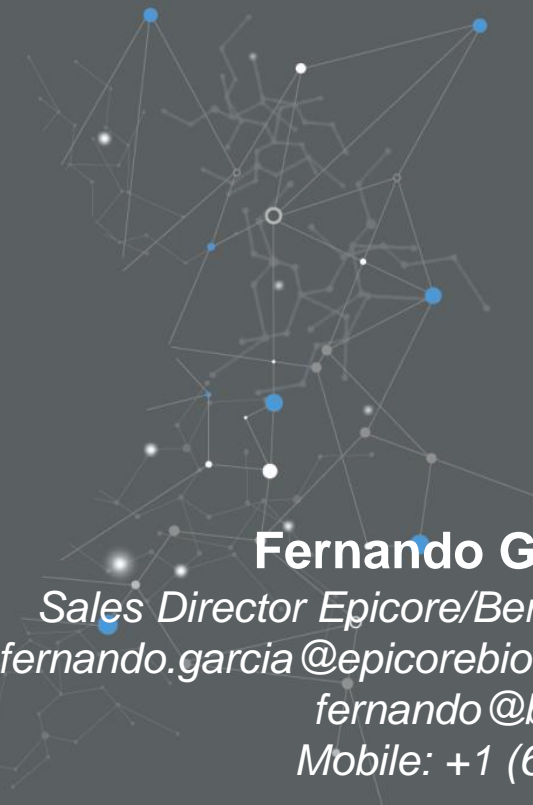 Fernando G
Sales Director Epicore/Ber
fernando.garcia@epicorebio
fernando@b
Mobile: +1 (6